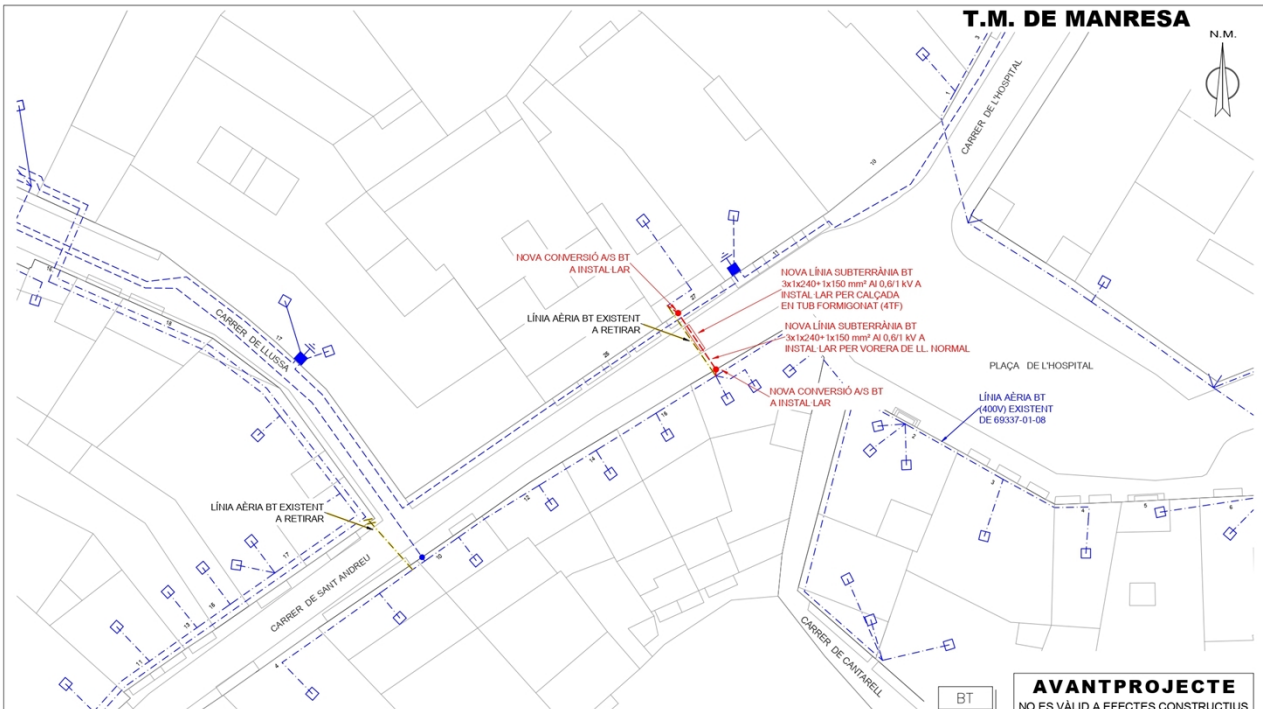 T.M. DE MANRESA
N.M.
CARRER DE L'HOSPITAL
NOVA CONVERSIÓ A/S BT
A INSTAL·LAR
NOVA LÍNIA SUBTERRÀNIA BT
3x1x240+1x150 mm² Al 0,6/1 kV A
INSTAL·LAR PER CALÇADA
EN TUB FORMIGONAT (4TF)
LÍNIA AÈRIA BT EXISTENT
A RETIRAR
NOVA LÍNIA SUBTERRÀNIA BT
3x1x240+1x150 mm² Al 0,6/1 kV A
INSTAL·LAR PER VORERA DE LL. NORMAL
CARRER DE LLUSSA
PLAÇA DE L'HOSPITAL
NOVA CONVERSIÓ A/S BT
A INSTAL·LAR
LÍNIA AÈRIA BT
(400V) EXISTENT
DE 69337-01-08
LÍNIA AÈRIA BT EXISTENT
A RETIRAR
CARRER DE SANT ANDREU
CARRER DE CANTARELL
BT
AVANTPROJECTE
NO ES VÀLID A EFECTES CONSTRUCTIUS